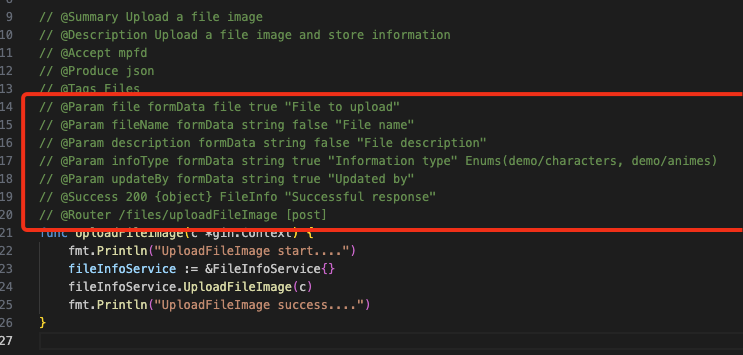 9 // @Summary Upload a file image
10 // @Description Upload a file image and store information
11 // @Accept mpfd
12 // @Produce json
13 // @Tags Files
14 // @Param file formData file true "File to upload"
15 // @Param fileName formData string false "File name"
16 // @Param description formData string false "File description"
17 // @Param infoType formData string true "Information type" Enums(demo/characters, demo/animes)
18 // @Param updateBy formData string true "Updated by"
19 // @Success 200 {object} FileInfo "Successful response"
20 // @Router /files/uploadFileImage [post]
21 func UploadFileImage(c *gin.Context) {
22 fmt.Println("UploadFileImage start....")
23 fileInfoService := &FileInfoService{}
24 fileInfoService.UploadFileImage(c)
25 fmt.Println("UploadFileImage success....")
26 }
27